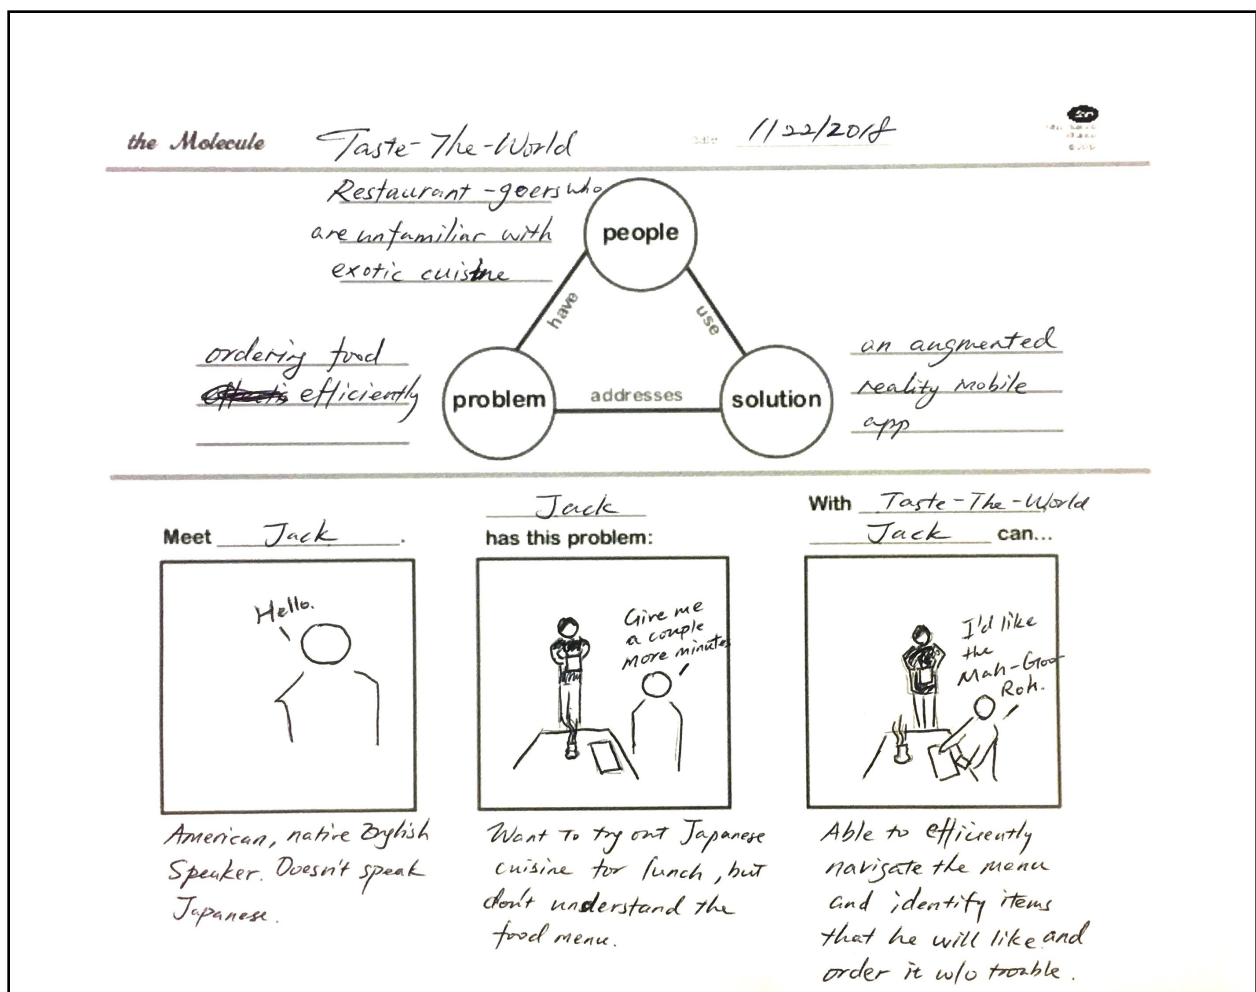 the Molecule Taste-The-World Date 11/22/2018
Restaurant-goers who
are unfamiliar with
exotic cuisine
people
have
use
ordering food
efficiently
problem
addresses
solution
an augmented
reality mobile
app
Meet Jack.
Jack
has this problem:
With Taste-The-World
Jack can...
Hello.
Give me
a couple
more minutes
I'd like
the
Mah-Goo-
Roh.
American, native English
Speaker. Doesn't speak
Japanese.
Want to try out Japanese
cuisine for lunch, but
don't understand the
food menu.
Able to efficiently
navigate the menu
and identify items
that he will like and
order it w/o trouble.